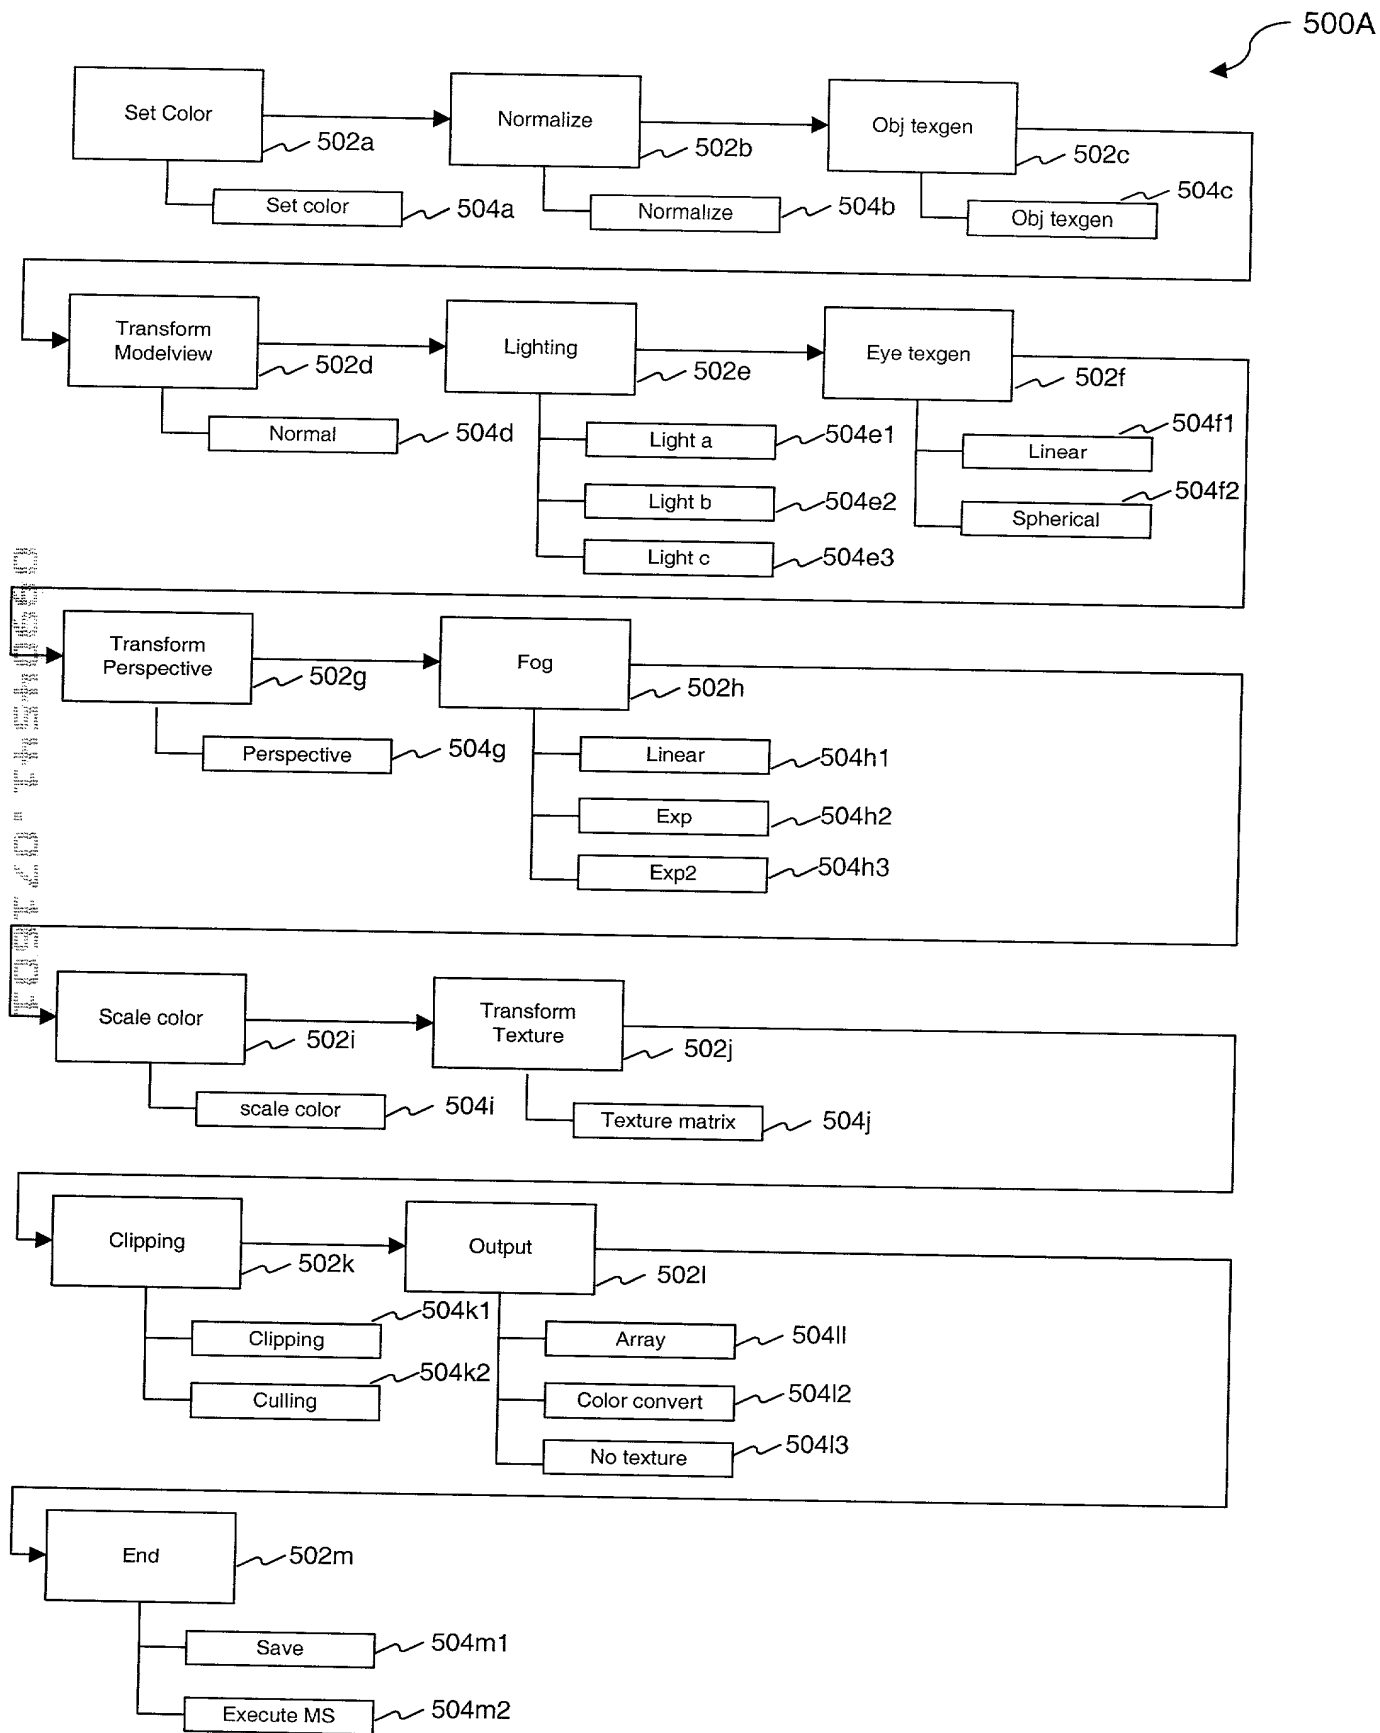 500A
Set Color
502a
Normalize
502b
Obj texgen
502c
Set color
504a
Normalize
504b
504c
Obj texgen
Transform
Modelview
502d
Lighting
502e
Eye texgen
502f
Normal
504d
Light a
504e1
504f1
Linear
Light b
504e2
504f2
Spherical
Light c
504e3
Transform
Perspective
502g
Fog
502h
Perspective
504g
Linear
504h1
Exp
504h2
Exp2
504h3
Scale color
502i
Transform
Texture
502j
scale color
504i
Texture matrix
504j
Clipping
502k
Output
502l
504k1
Clipping
Array
504ll
504k2
Culling
Color convert
504l2
No texture
504l3
End
502m
Save
504m1
Execute MS
504m2